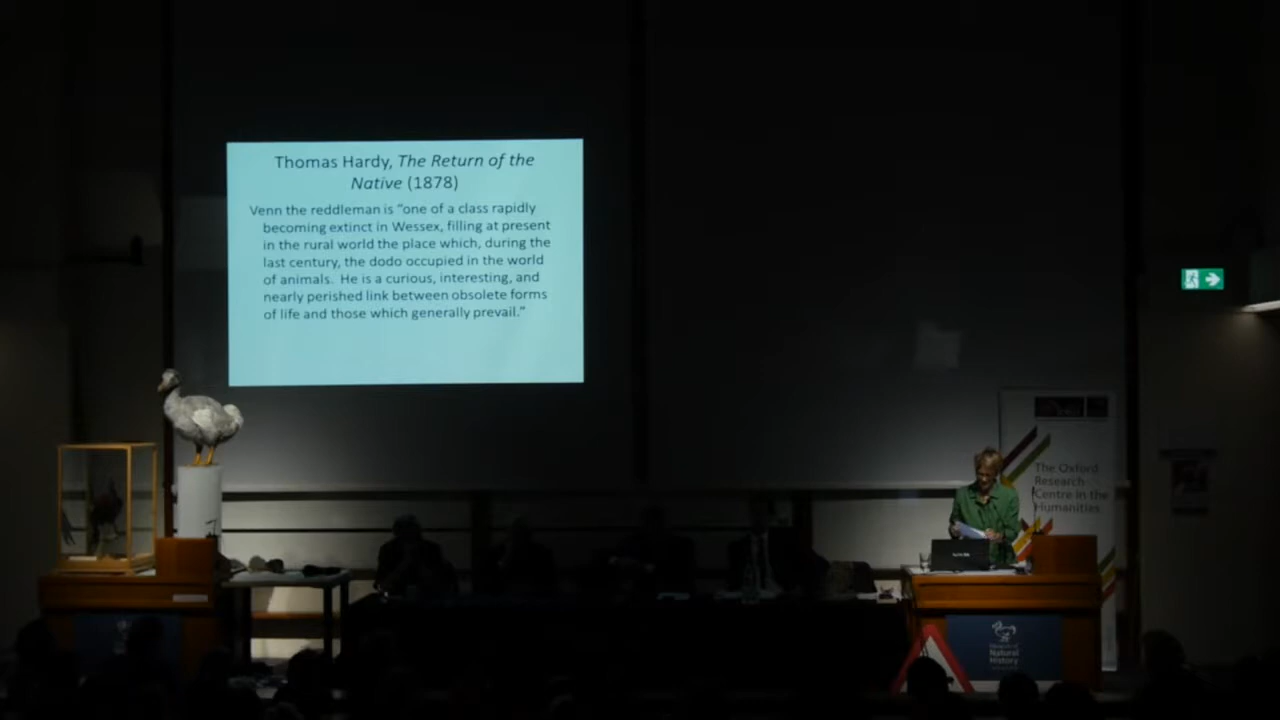 Thomas Hardy, The Return of the
Native (1878)
Venn the reddleman is “one of a class rapidly
becoming extinct in Wessex, filling at present
in the rural world the place which, during the
last century, the dodo occupied in the world
of animals.  He is a curious, interesting, and
nearly perished link between obsolete forms
of life and those which generally prevail.”
The Oxford
Research
Centre in the
Humanities
Natural
History